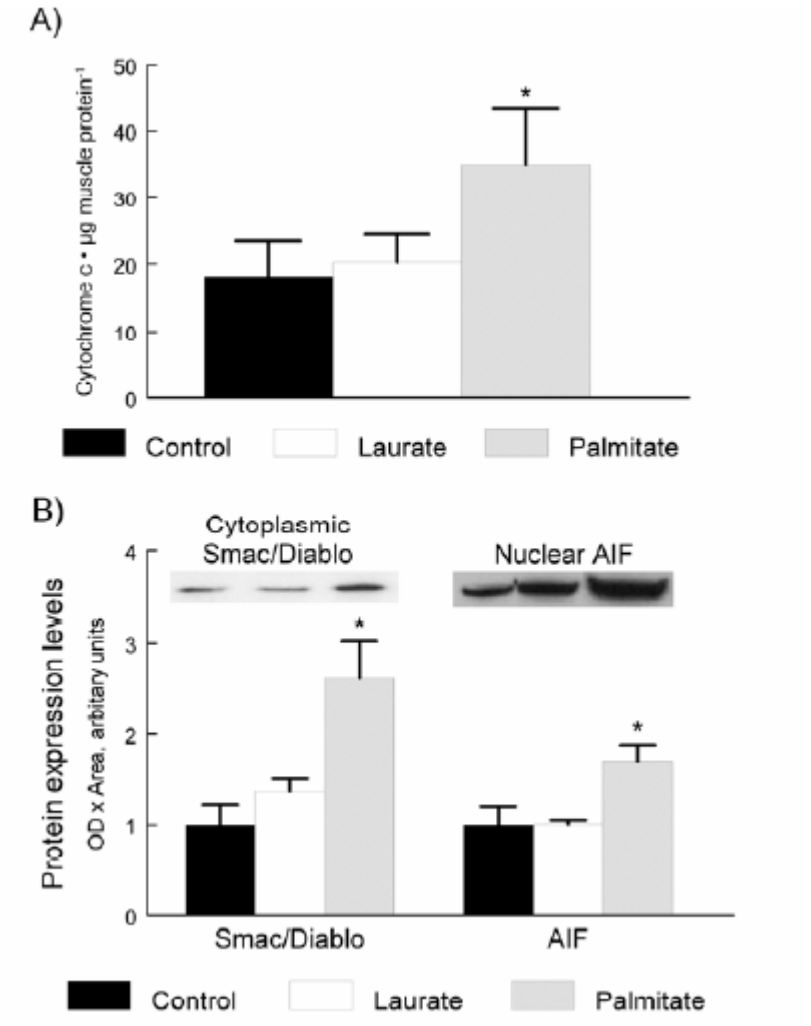 A)
Cytochrome c • µg muscle protein⁻¹
50
40
30
20
10
0
*
Control Laurate Palmitate
B)
Protein expression levels
OD x Area, arbitary units
4
3
2
1
0
Cytoplasmic
Smac/Diablo
Nuclear AIF
*
*
Smac/Diablo AIF
Control Laurate Palmitate